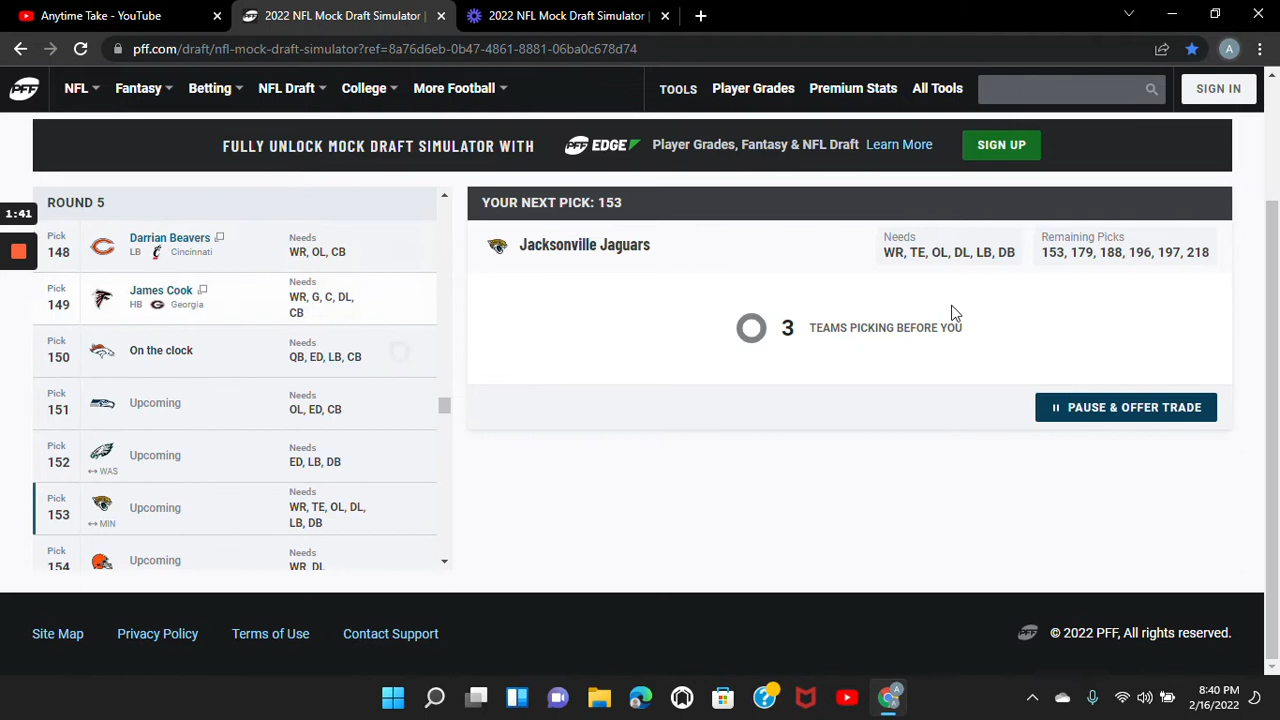 Anytime Take - YouTube
2022 NFL Mock Draft Simulator |
2022 NFL Mock Draft Simulator |
pff.com/draft/nfl-mock-draft-simulator?ref=8a76d6eb-0b47-4861-8881-06ba0c678d74
A
PFF
NFL
Fantasy
Betting
NFL Draft
College
More Football
TOOLS
Player Grades
Premium Stats
All Tools
SIGN IN
FULLY UNLOCK MOCK DRAFT SIMULATOR WITH
PFF EDGE
Player Grades, Fantasy & NFL Draft
Learn More
SIGN UP
1:41
ROUND 5
Pick
148
Darrian Beavers
LB
Cincinnati
Needs
WR, OL, CB
Pick
149
James Cook
HB
Georgia
Needs
WR, G, C, DL,
CB
Pick
150
On the clock
Needs
QB, ED, LB, CB
Pick
151
Upcoming
Needs
OL, ED, CB
Pick
152
↔ WAS
Upcoming
Needs
ED, LB, DB
Pick
153
↔ MIN
Upcoming
Needs
WR, TE, OL, DL,
LB, DB
Pick
154
Upcoming
Needs
WR, DL
YOUR NEXT PICK: 153
Jacksonville Jaguars
Needs
WR, TE, OL, DL, LB, DB
Remaining Picks
153, 179, 188, 196, 197, 218
3 TEAMS PICKING BEFORE YOU
PAUSE & OFFER TRADE
Site Map
Privacy Policy
Terms of Use
Contact Support
PFF
© 2022 PFF, All rights reserved.
8:40 PM
2/16/2022